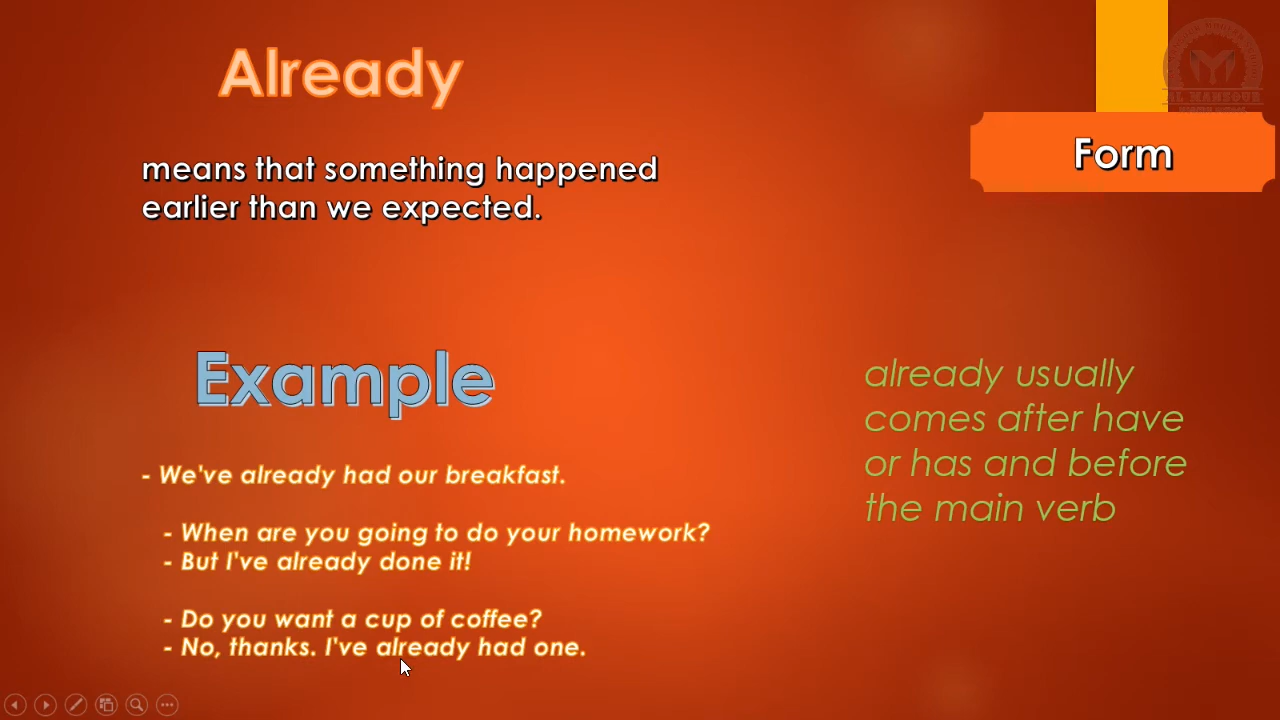 Already
means that something happened
earlier than we expected.
AL MANSOUR
Form
Example
- We've already had our breakfast.
- When are you going to do your homework?
- But I've already done it!
- Do you want a cup of coffee?
- No, thanks. I've already had one.
already usually
comes after have
or has and before
the main verb